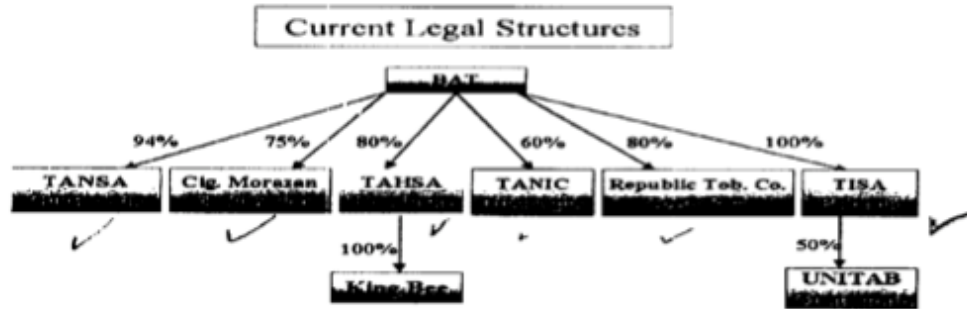 Current Legal Structures
BAT
94% 75% 80% 60% 80% 100%
TANSA Cig. Morazan TAHSA TANIC Republic Tob. Co. TISA
100% 50%
King Bee UNITAB